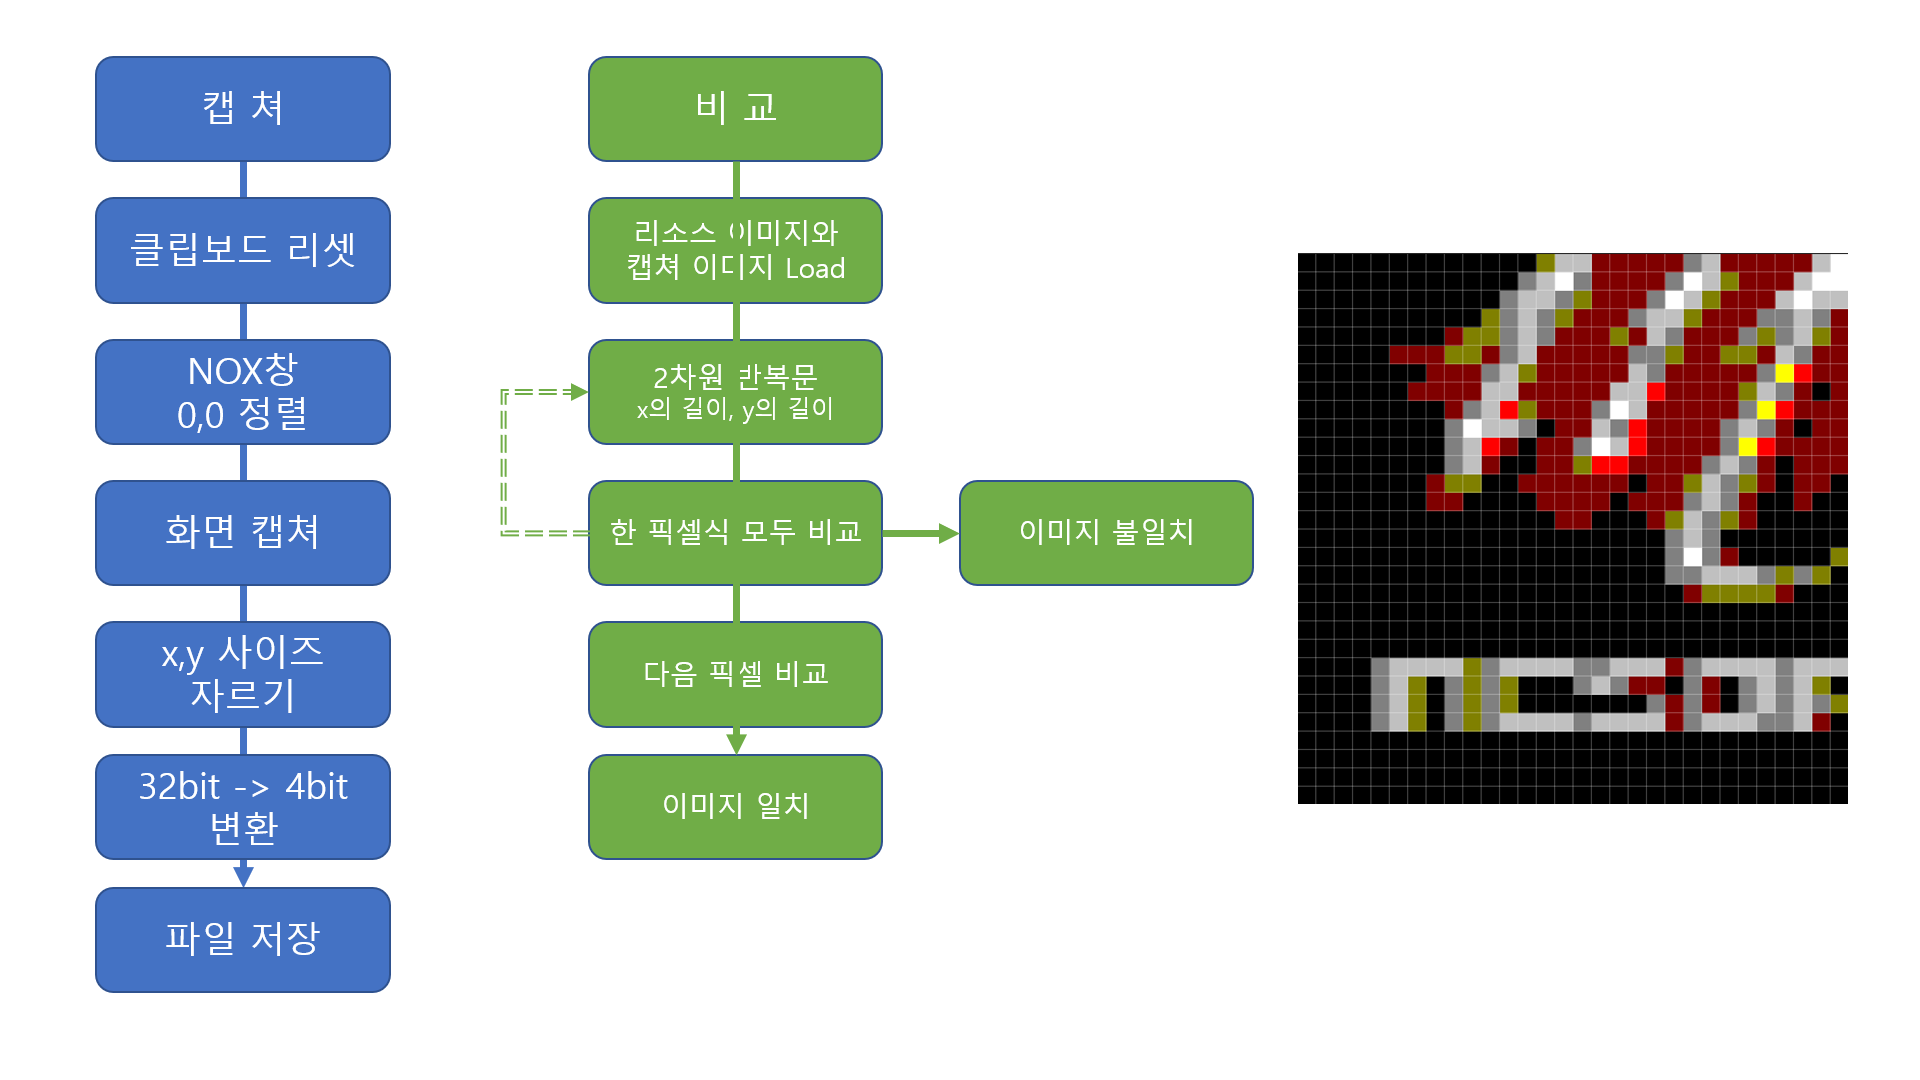 캡 쳐
클립보드 리셋
NOX창
0,0 정렬
화면 캡쳐
x,y 사이즈
자르기
32bit -> 4bit
변환
파일 저장
비 교
리소스 이미지와
캡쳐 이미지 Load
2차원 반복문
x의 길이, y의 길이
한 픽셀식 모두 비교
다음 픽셀 비교
이미지 일치
이미지 불일치